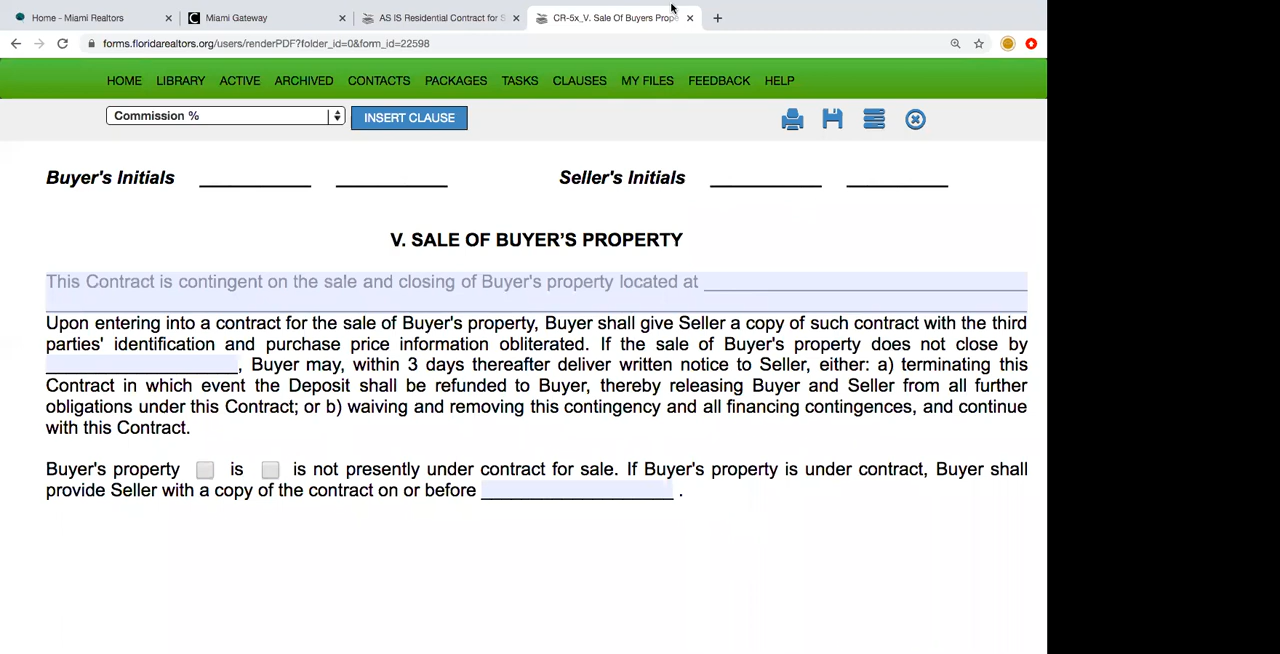 Home - Miami Realtors
Miami Gateway
AS IS Residential Contract for S
CR-5x_V. Sale Of Buyers Prope
forms.floridarealtors.org/users/renderPDF?folder_id=0&form_id=22598
HOME LIBRARY ACTIVE ARCHIVED CONTACTS PACKAGES TASKS CLAUSES MY FILES FEEDBACK HELP
Commission % INSERT CLAUSE
Buyer's Initials Seller's Initials
V. SALE OF BUYER’S PROPERTY
This Contract is contingent on the sale and closing of Buyer's property located at
Upon entering into a contract for the sale of Buyer's property, Buyer shall give Seller a copy of such contract with the third
parties' identification and purchase price information obliterated. If the sale of Buyer's property does not close by
, Buyer may, within 3 days thereafter deliver written notice to Seller, either: a) terminating this
Contract in which event the Deposit shall be refunded to Buyer, thereby releasing Buyer and Seller from all further
obligations under this Contract; or b) waiving and removing this contingency and all financing contingences, and continue
with this Contract.
Buyer's property is is not presently under contract for sale. If Buyer's property is under contract, Buyer shall
provide Seller with a copy of the contract on or before .